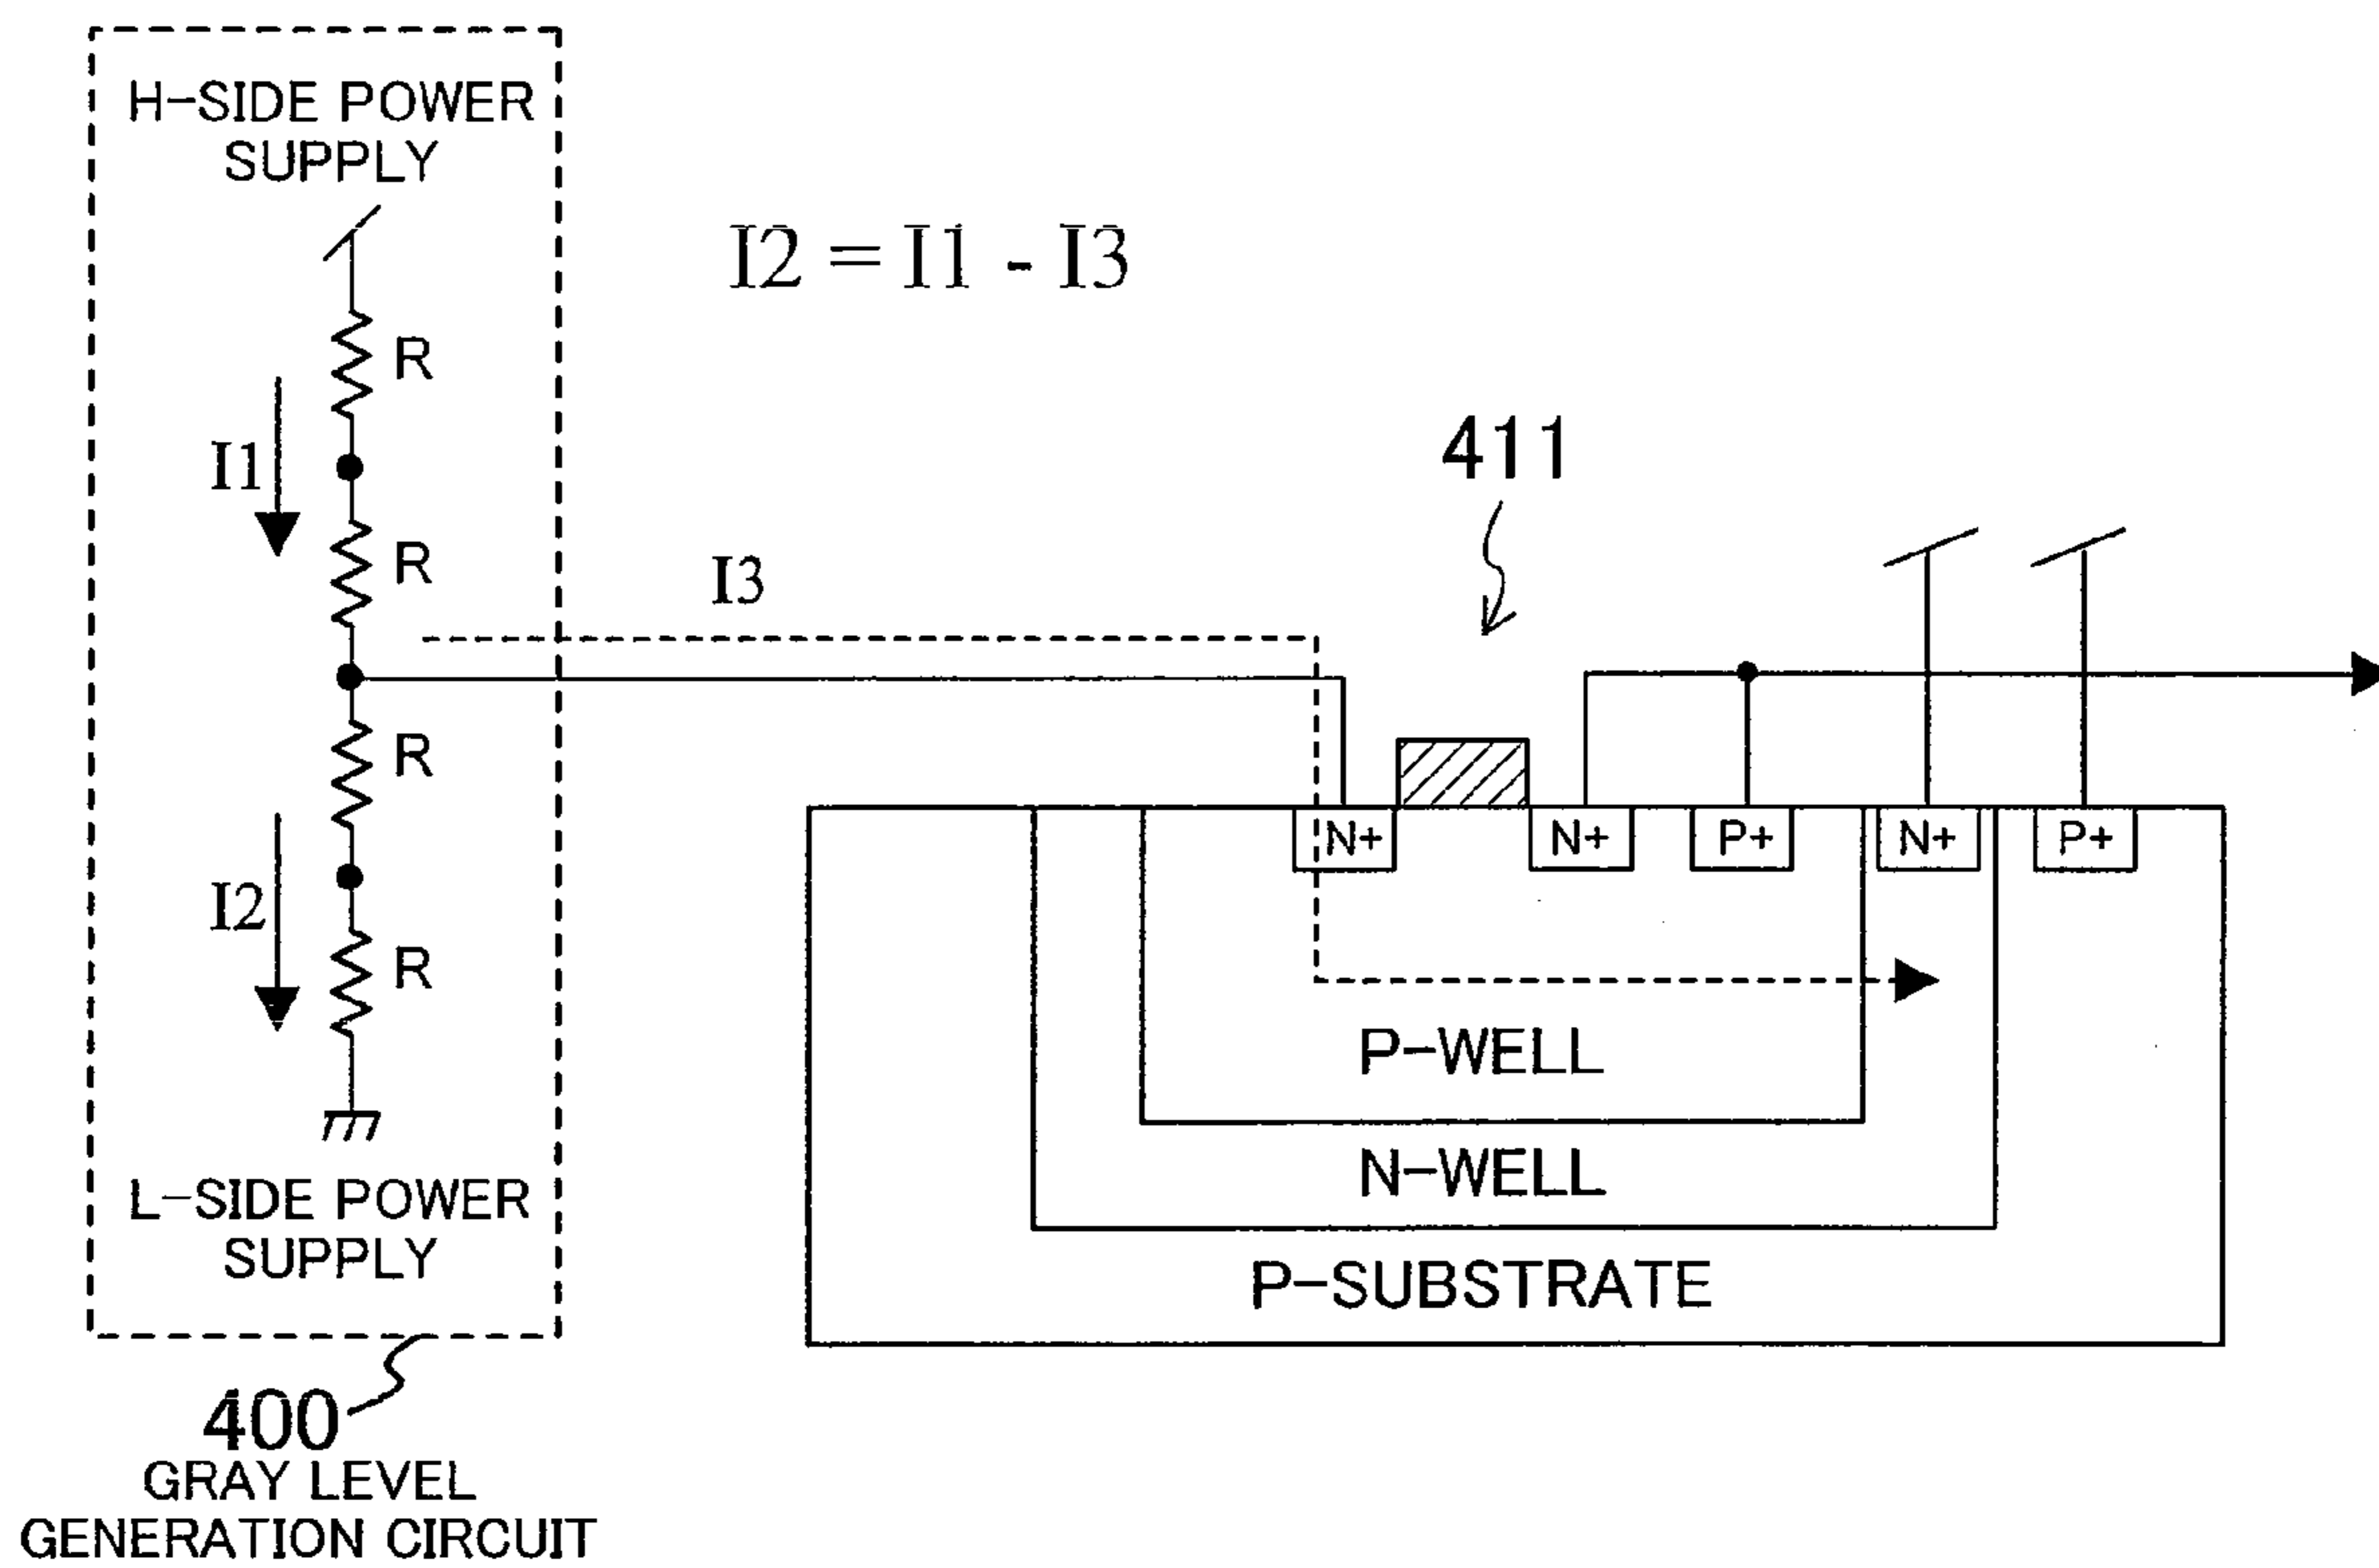 H-SIDE POWER
SUPPLY
I2 = I1 - I3
R
I1
411
R
I3
R
N+
N+
P+
N+
P+
I2
R
P-WELL
N-WELL
L-SIDE POWER
SUPPLY
P-SUBSTRATE
400
GRAY LEVEL
GENERATION CIRCUIT